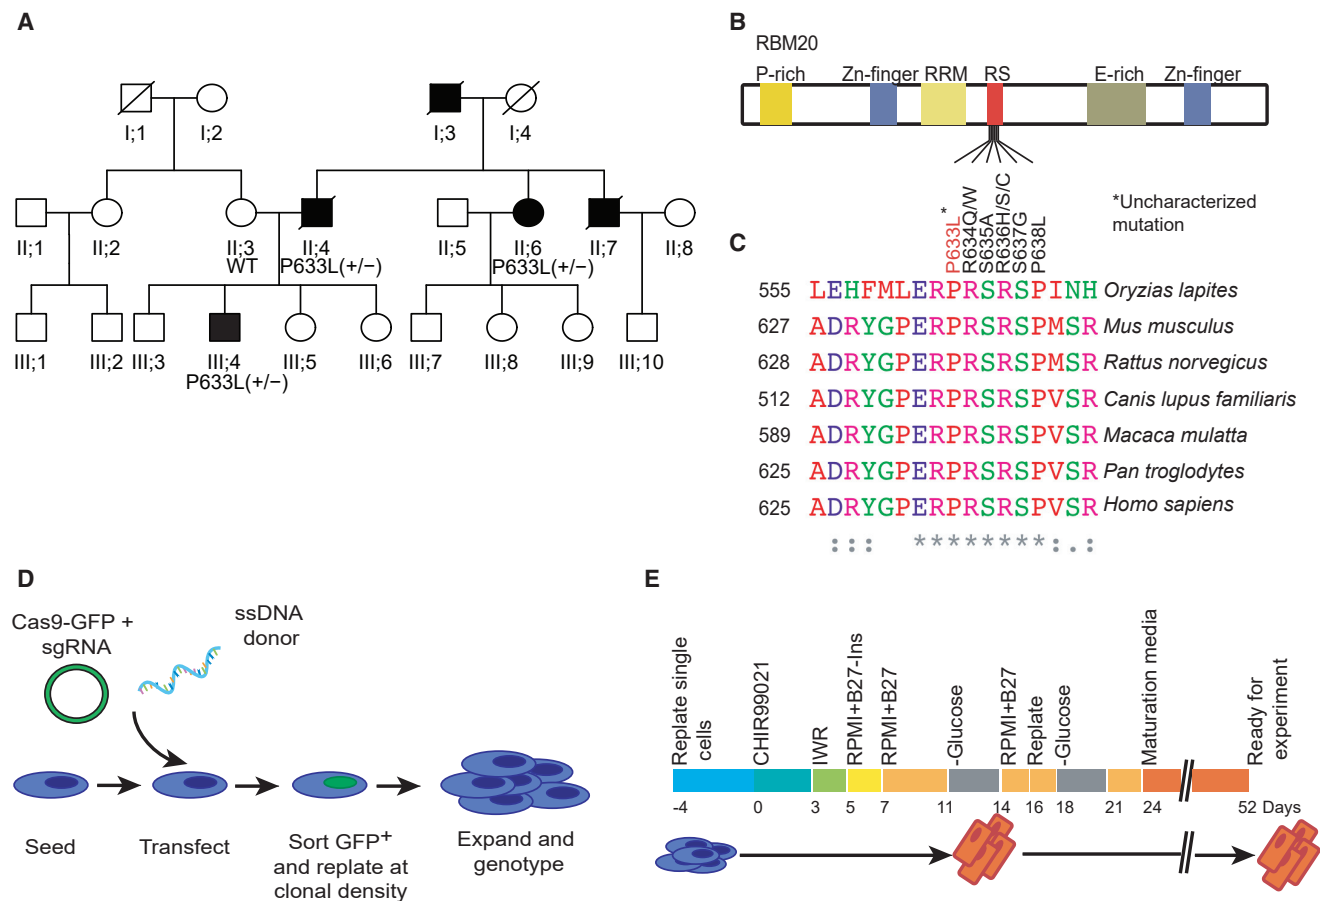 A
I;1
I;2
I;3
I;4
II;1
II;2
II;3
WT
II;4
P633L(+/−)
II;5
II;6
P633L(+/−)
II;7
II;8
III;1
III;2
III;3
III;4
P633L(+/−)
III;5
III;6
III;7
III;8
III;9
III;10
B
RBM20
P-rich
Zn-finger
RRM
RS
E-rich
Zn-finger
*
P633L
R634Q/W
S635A
R636H/S/C
S637G
P638L
*Uncharacterized
mutation
C
555 LEHFMLERPRSRSPINH Oryzias lapites
627 ADRYGPERPRSRSPMSR Mus musculus
628 ADRYGPERPRSRSPMSR Rattus norvegicus
512 ADRYGPERPRSRSPVSR Canis lupus familiaris
589 ADRYGPERPRSRSPVSR Macaca mulatta
625 ADRYGPERPRSRSPVSR Pan troglodytes
625 ADRYGPERPRSRSPVSR Homo sapiens
::: ********:.:
D
Cas9-GFP +
sgRNA
ssDNA
donor
Seed
Transfect
Sort GFP+
and replate at
clonal density
Expand and
genotype
E
Replate single
cells
CHIR99021
IWR
RPMI+B27-Ins
RPMI+B27
-Glucose
RPMI+B27
Replate
-Glucose
Maturation media
Ready for
experiment
-4 0 3 5 7 11 14 16 18 21 24 52 Days